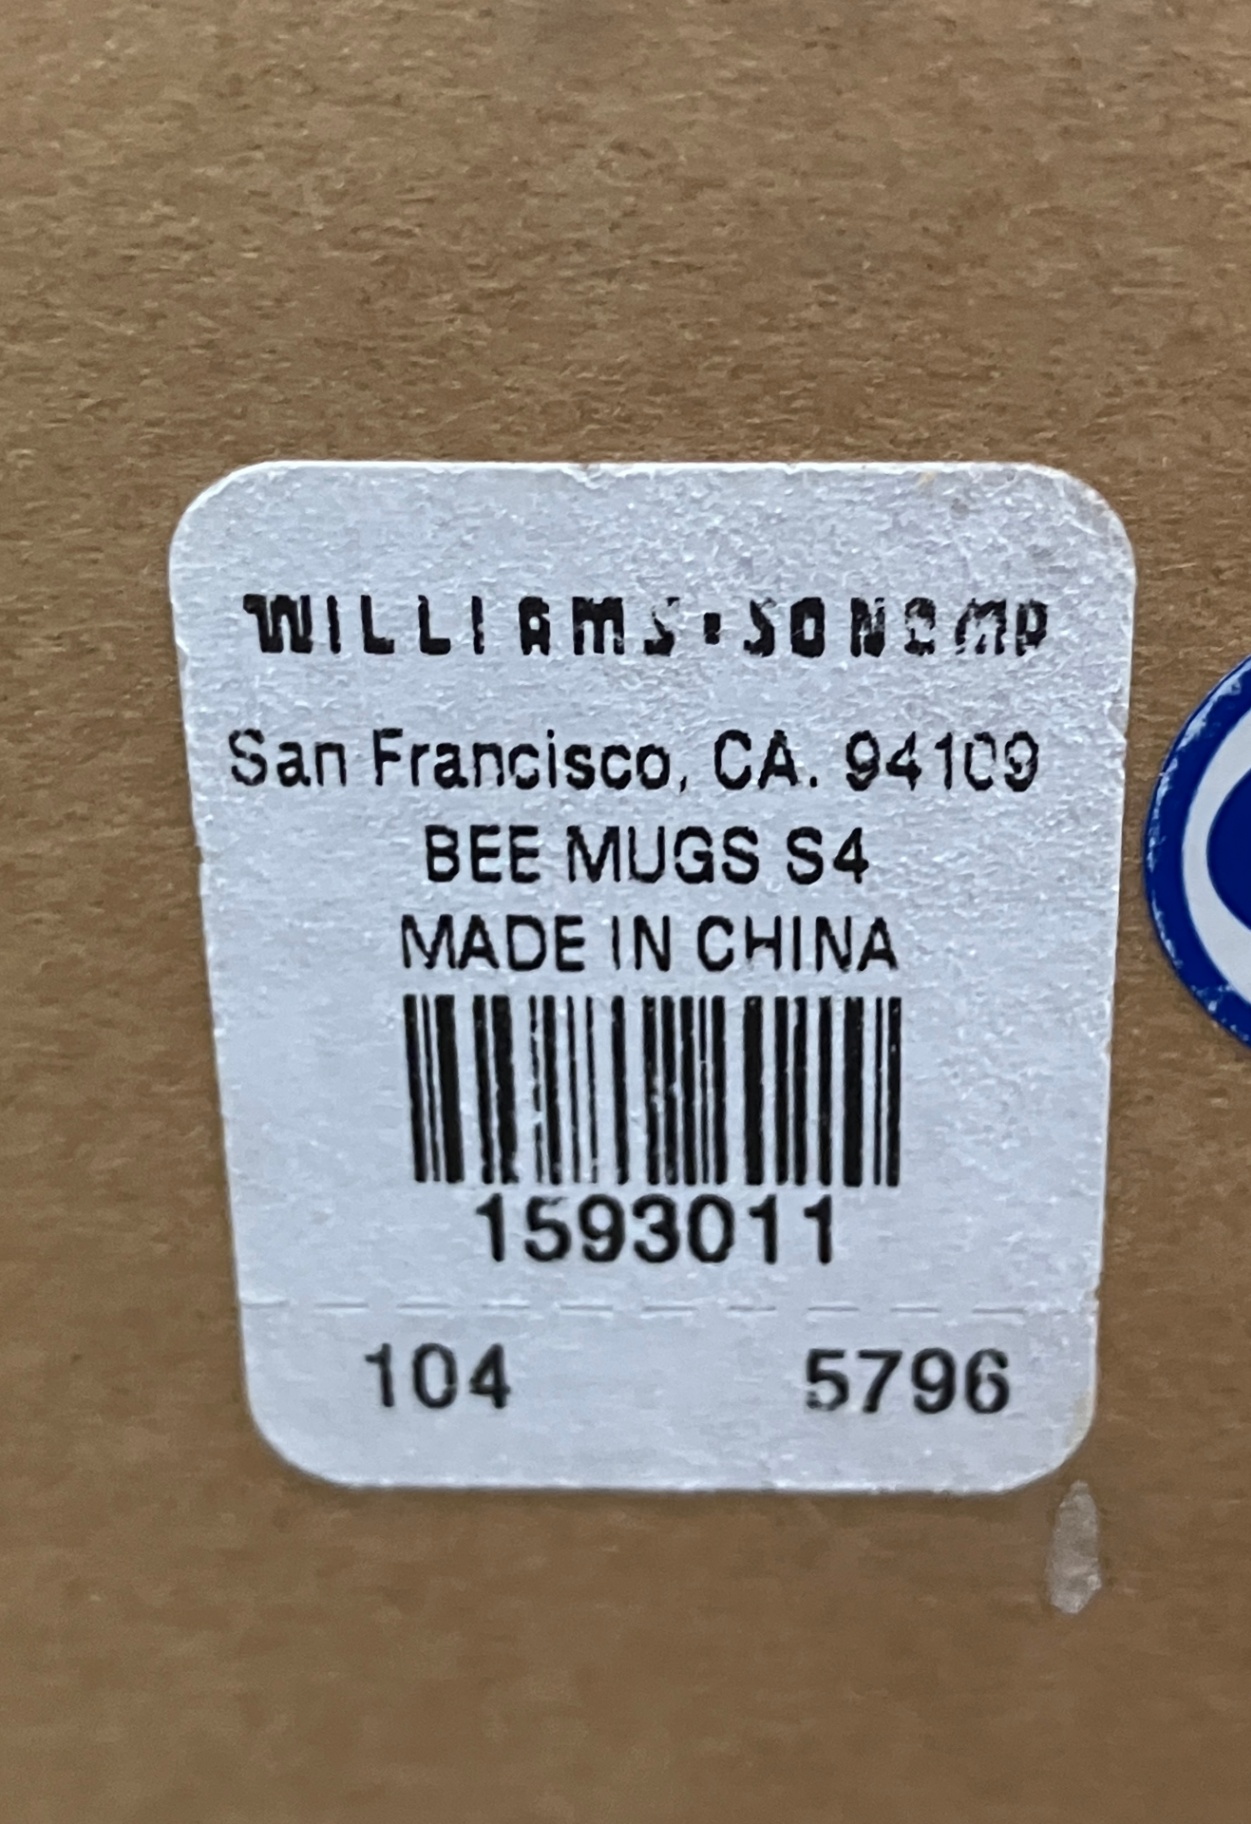 WILLIAMS·SONOMA
San Francisco, CA. 94109
BEE MUGS S4
MADE IN CHINA
1593011
104 5796